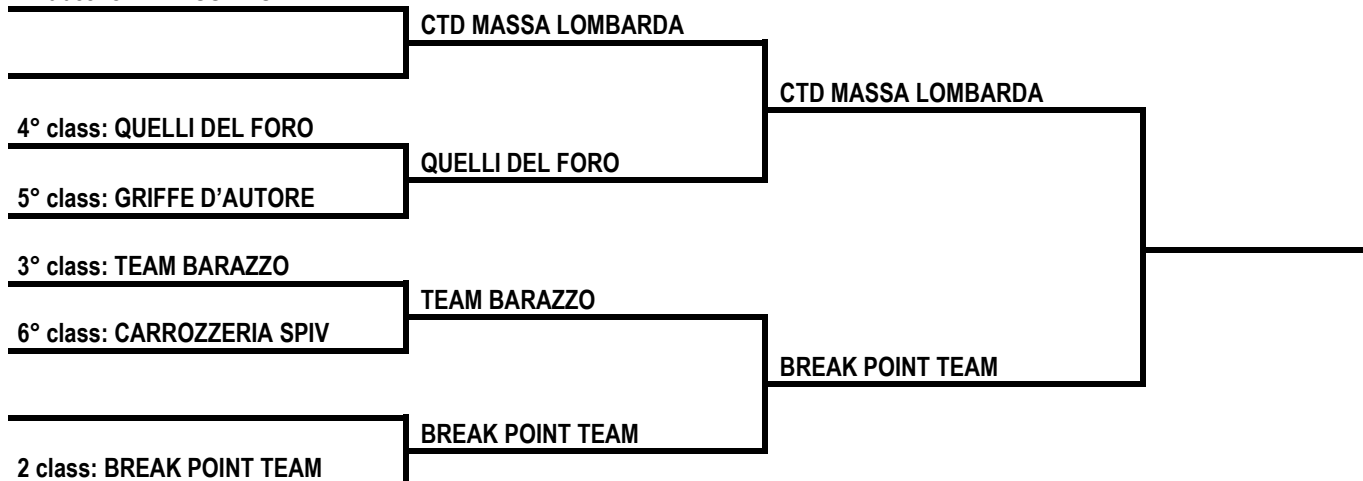 CTD MASSA LOMBARDA
CTD MASSA LOMBARDA
4° class: QUELLI DEL FORO
QUELLI DEL FORO
5° class: GRIFFE D’AUTORE
3° class: TEAM BARAZZO
TEAM BARAZZO
6° class: CARROZZERIA SPIV
BREAK POINT TEAM
BREAK POINT TEAM
2 class: BREAK POINT TEAM